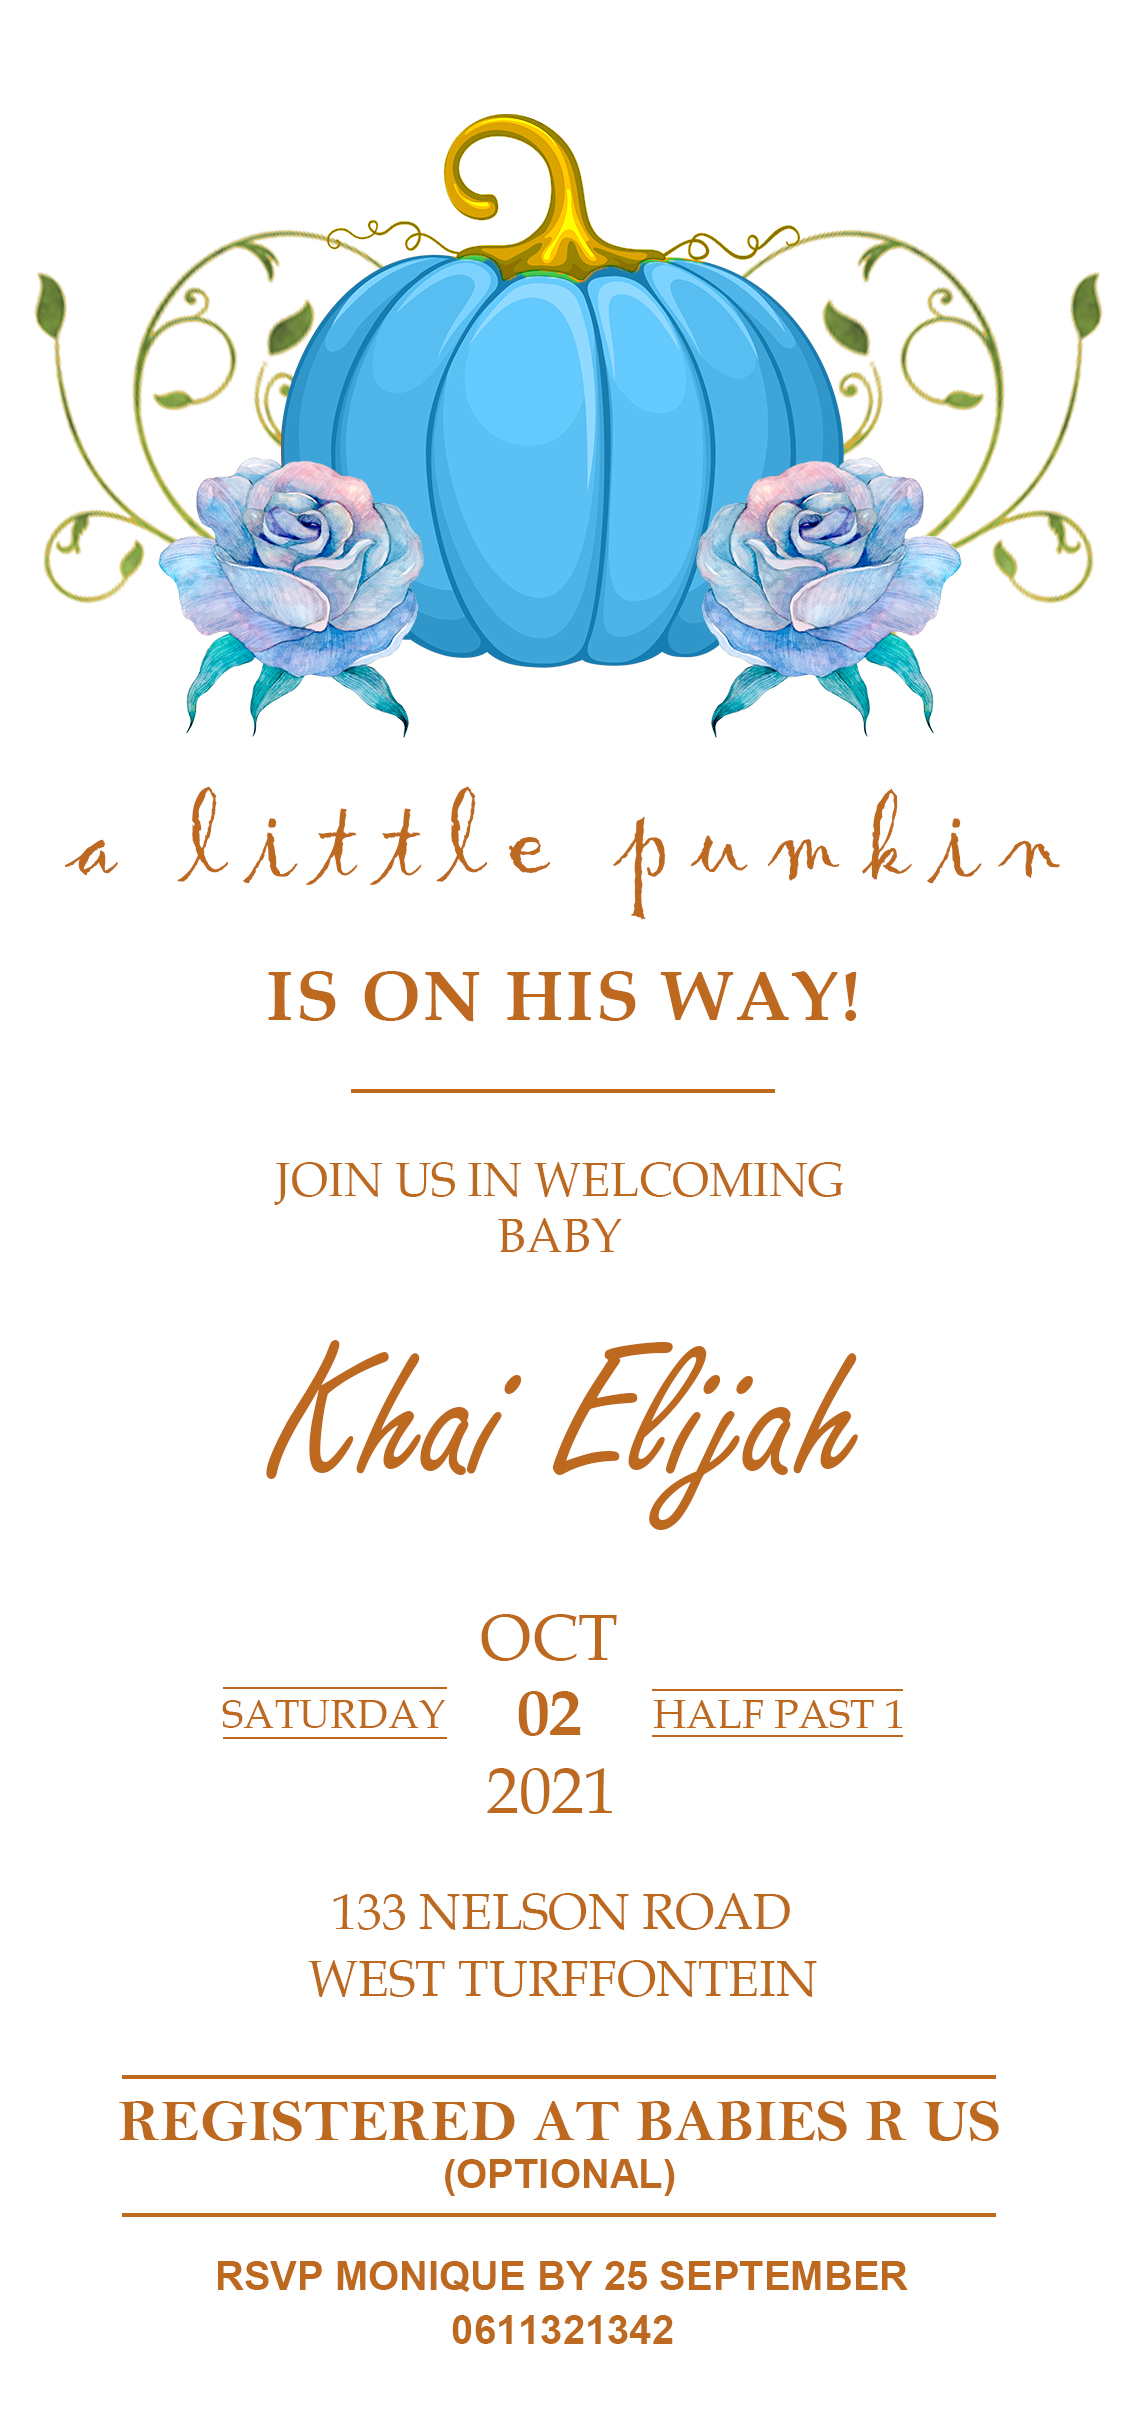 a little pumkin
IS ON HIS WAY!
JOIN US IN WELCOMING
BABY
Khai Elijah
OCT
SATURDAY 02 HALF PAST 1
2021
133 NELSON ROAD
WEST TURFFONTEIN
REGISTERED AT BABIES R US
(OPTIONAL)
RSVP MONIQUE BY 25 SEPTEMBER
0611321342